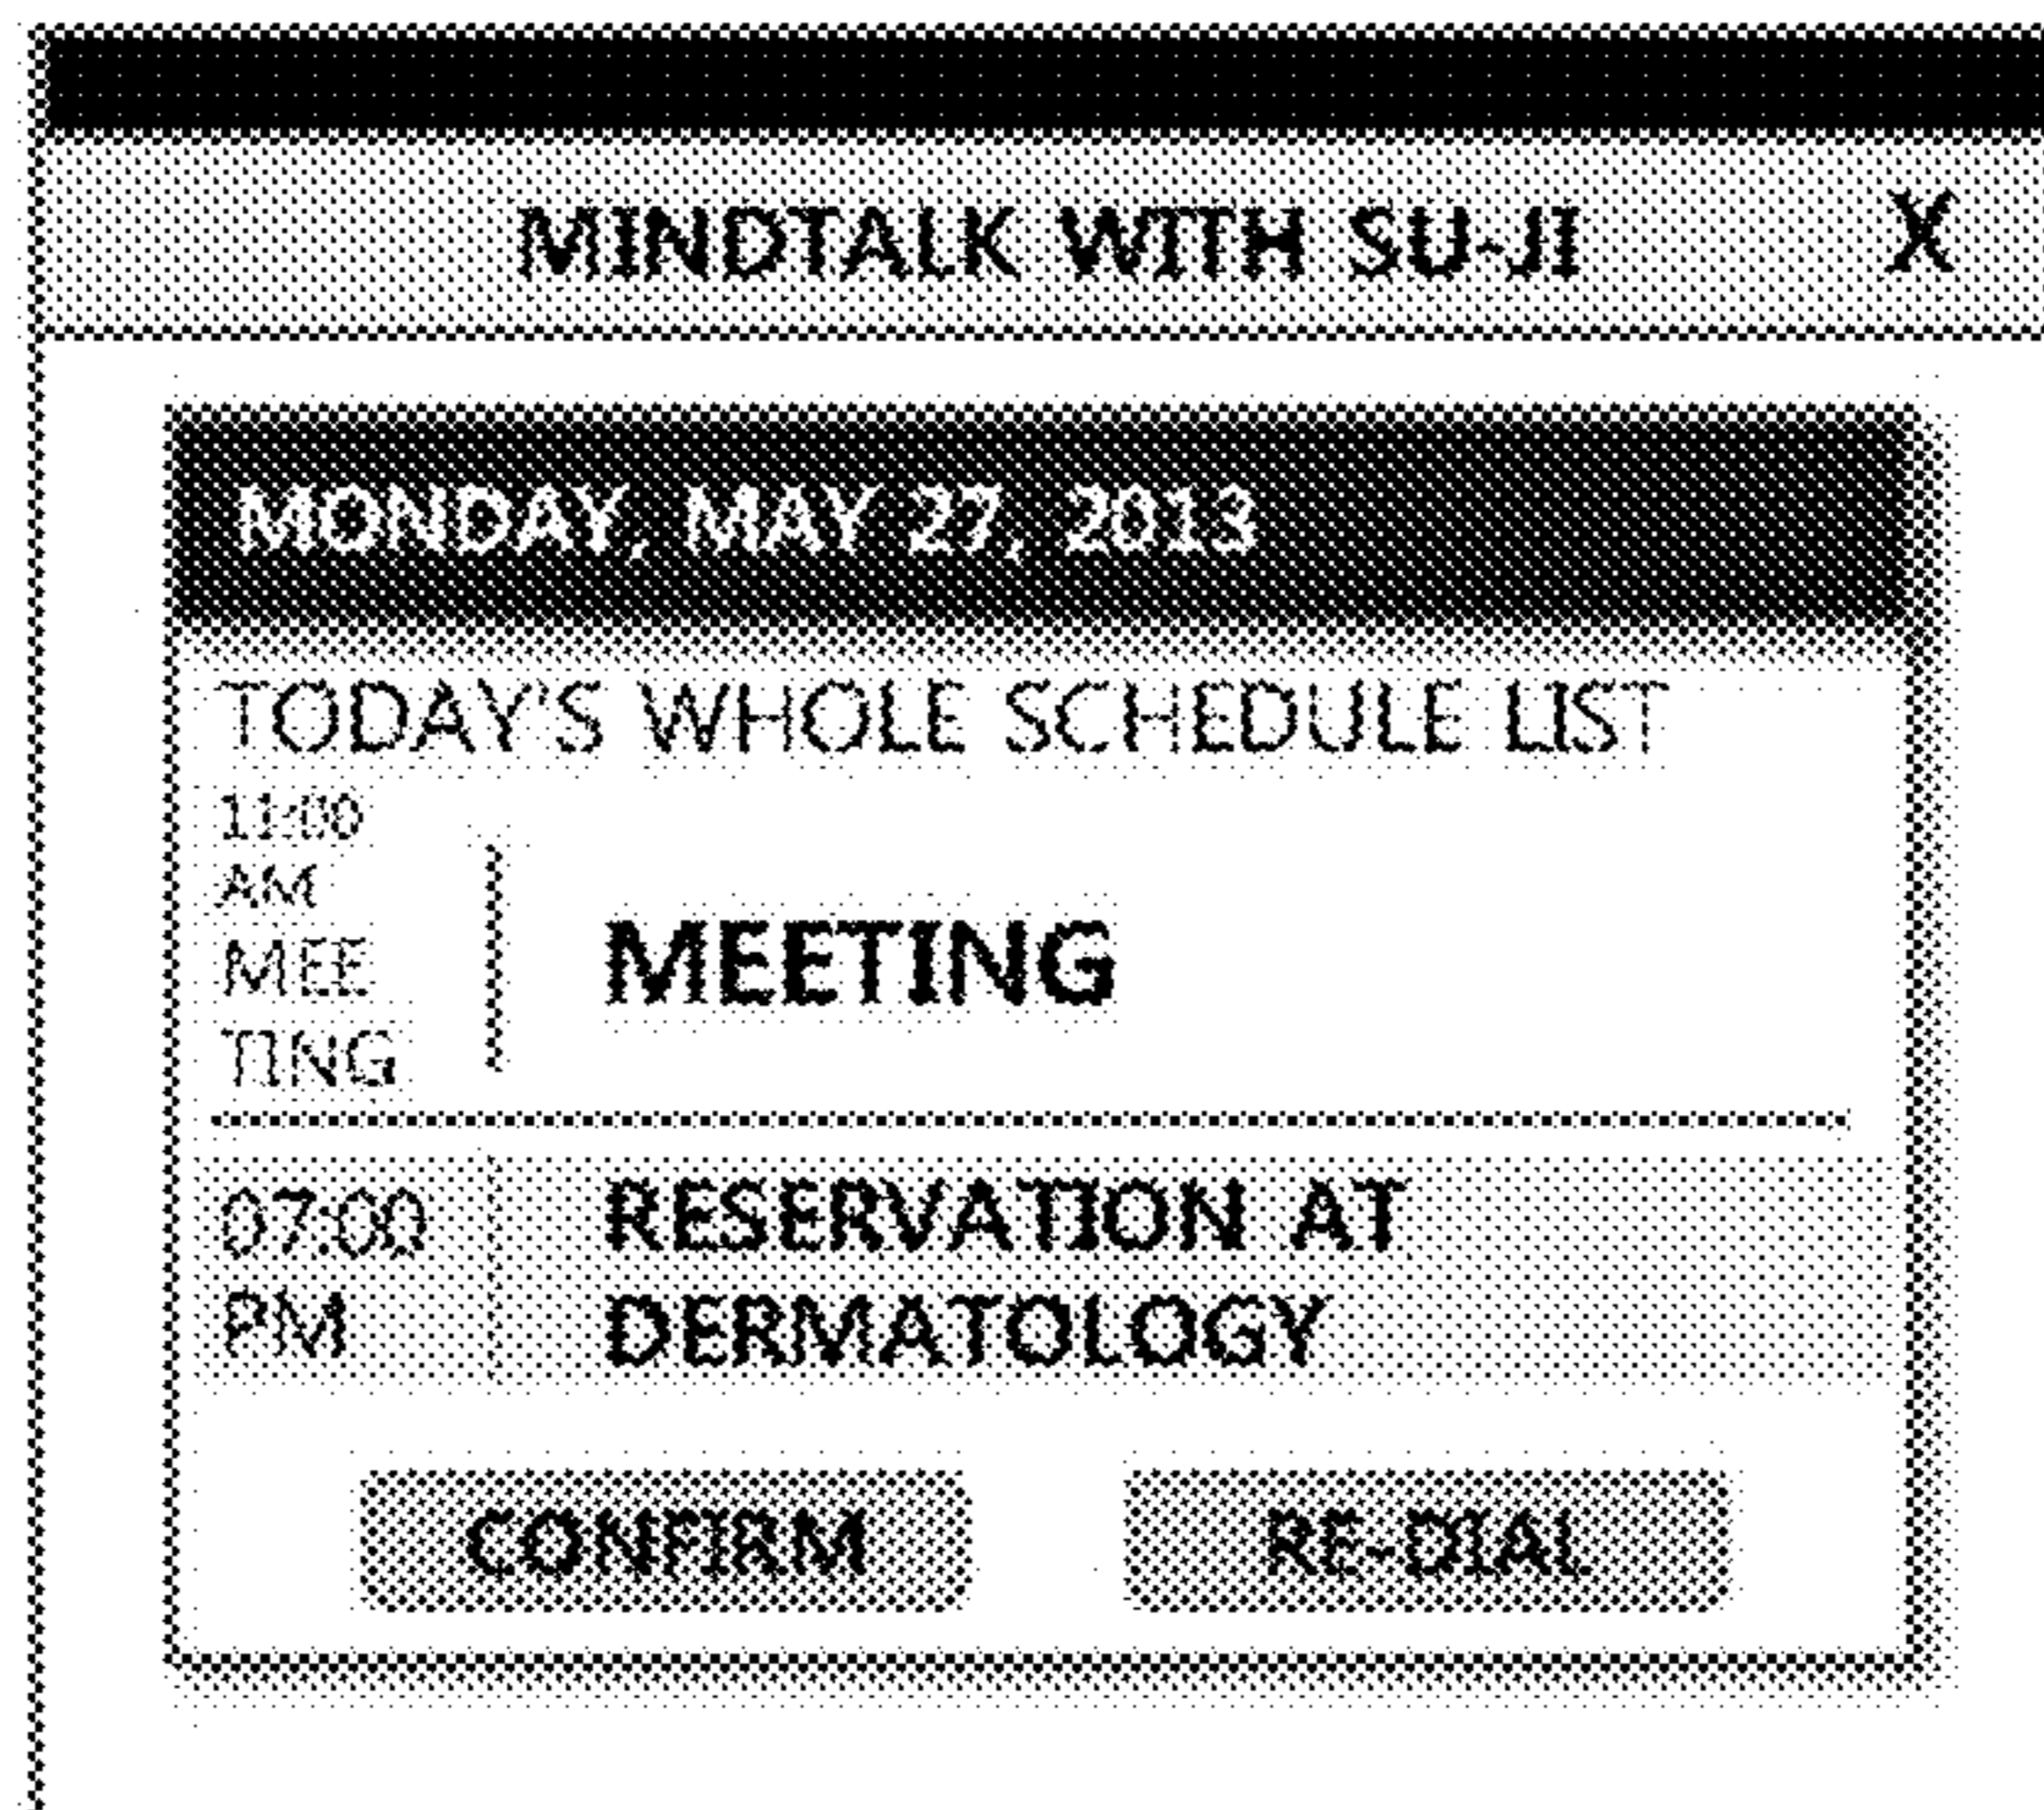 MINDTALK WITH SU-JI X
MONDAY, MAY 27, 2013
TODAY'S WHOLE SCHEDULE LIST
11:00
AM
MEE
TING
MEETING
07:00
PM
RESERVATION AT
DERMATOLOGY
CONFIRM RE-DIAL